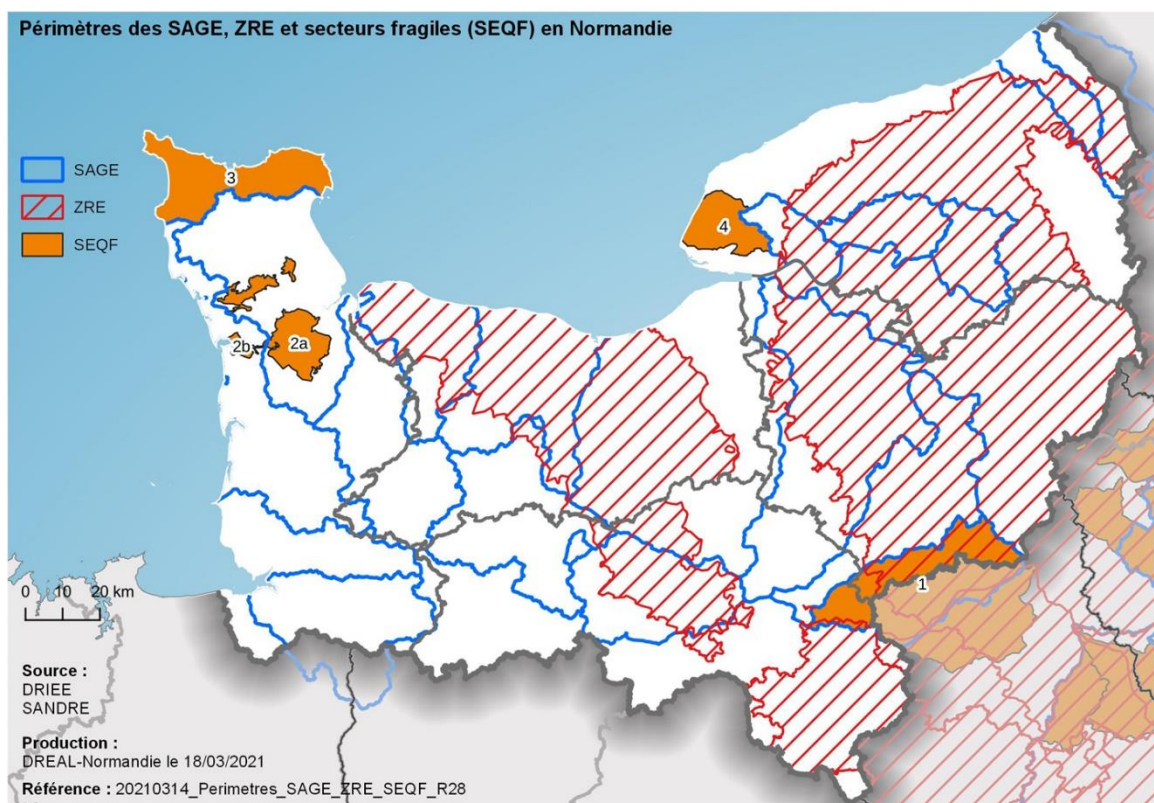 Périmètres des SAGE, ZRE et secteurs fragiles (SEQF) en Normandie
SAGE
ZRE
SEQF
3
4
2b
2a
1
0 10 20 km
Source :
DRIEE
SANDRE
Production :
DREAL-Normandie le 18/03/2021
Référence : 20210314_Perimetres_SAGE_ZRE_SEQF_R28